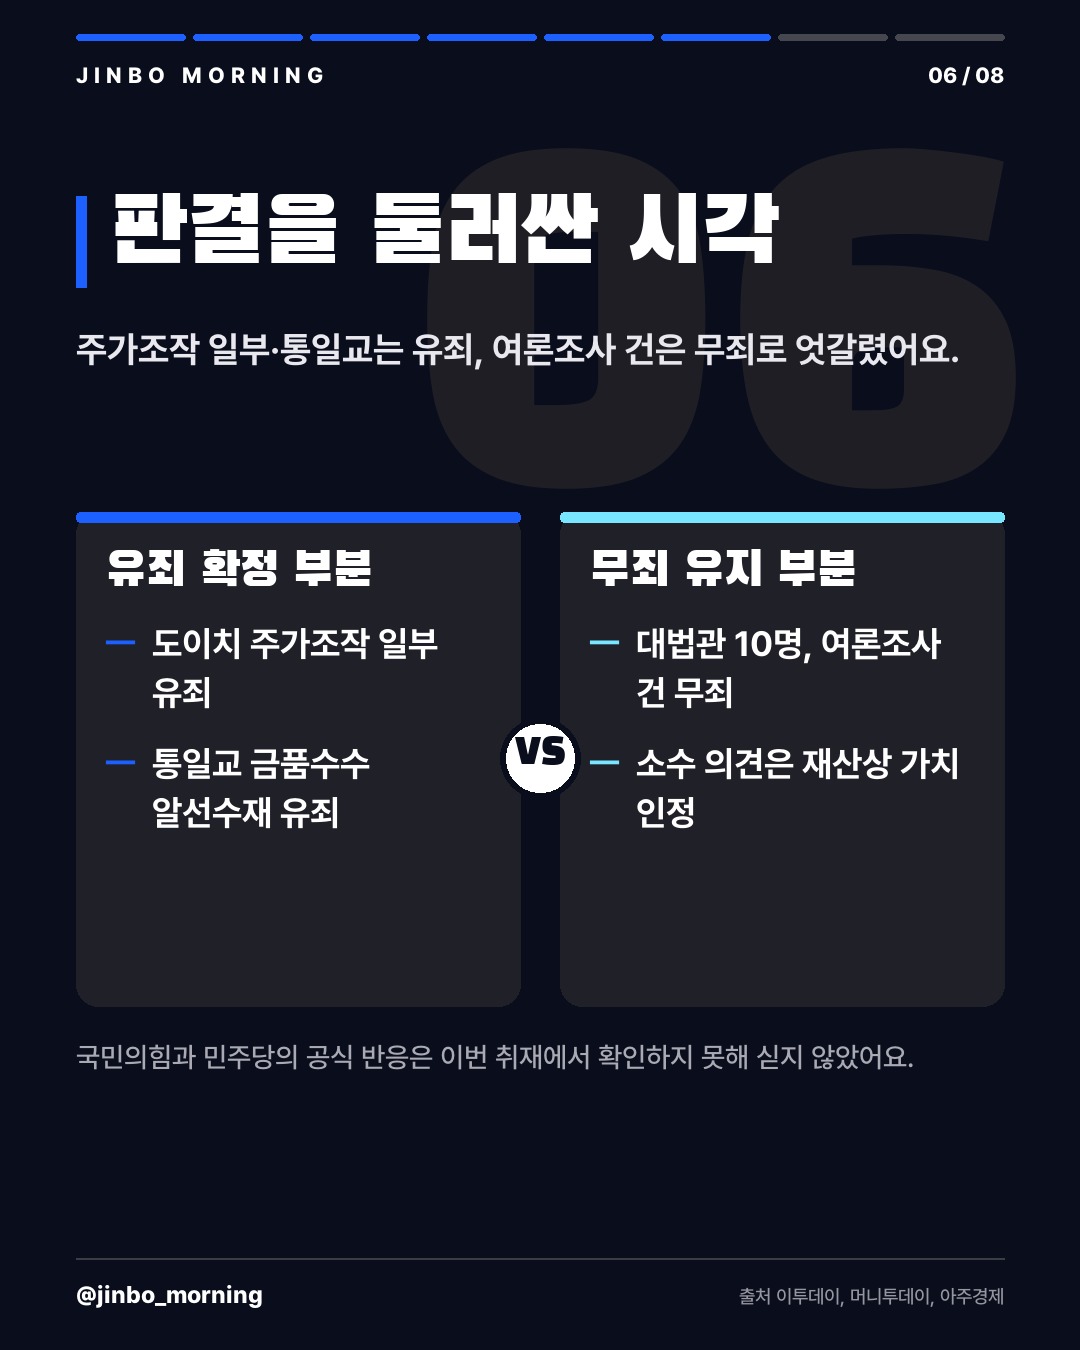 JINBO MORNING
06 / 08
06
판결을 둘러싼 시각
주가조작 일부·통일교는 유죄, 여론조사 건은 무죄로 엇갈렸어요.
유죄 확정 부분
— 도이치 주가조작 일부
유죄
— 통일교 금품수수
알선수재 유죄
VS
무죄 유지 부분
— 대법관 10명, 여론조사
건 무죄
— 소수 의견은 재산상 가치
인정
국민의힘과 민주당의 공식 반응은 이번 취재에서 확인하지 못해 싣지 않았어요.
@jinbo_morning
출처 이투데이, 머니투데이, 아주경제